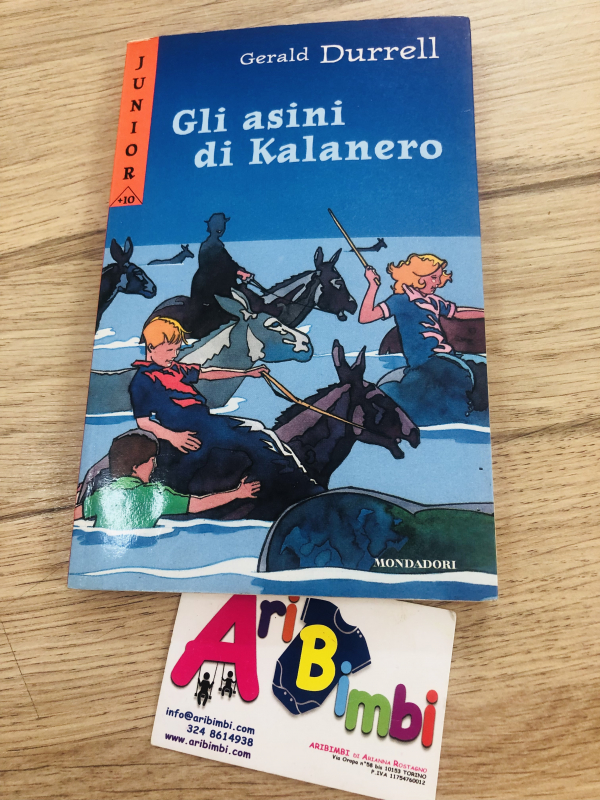 JUNIOR
+10
Gerald Durrell
Gli asini
di Kalanero
MONDADORI
AriBimbi
info@aribimbi.com
324 8614938
www.aribimbi.com
ARIBIMBI di Arianna Rostagno
Via Oropa n°58 bis 10153 TORINO
P.IVA 11754760012